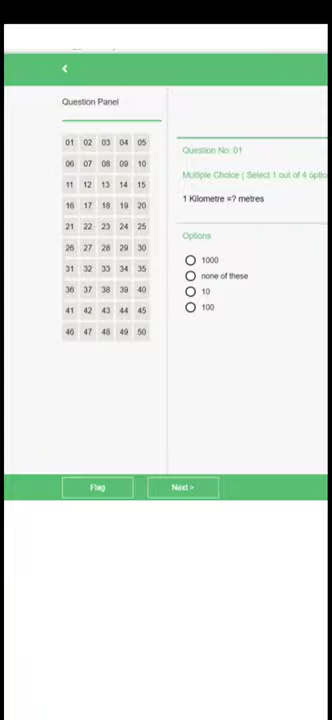 Question Panel
01 02 03 04 05
06 07 08 09 10
11 12 13 14 15
16 17 18 19 20
21 22 23 24 25
26 27 28 29 30
31 32 33 34 35
36 37 38 39 40
41 42 43 44 45
46 47 48 49 50
Question No: 01
Multiple Choice ( Select 1 out of 4 optio
1 Kilometre =? metres
Options
1000
none of these
10
100
Flag
Next >